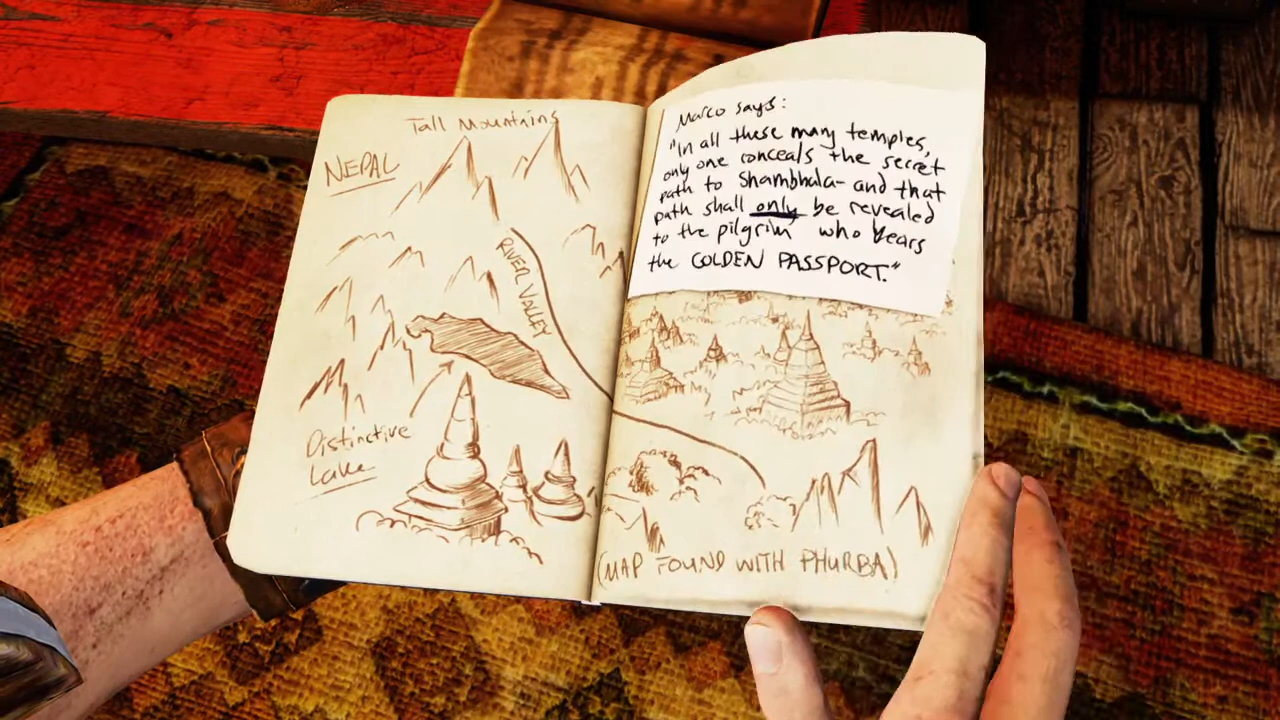 Tall Mountains
NEPAL
RIVER VALLEY
Distinctive
Lake
Marco says:
"In all these many temples,
only one conceals the secret
path to Shambhala- and that
path shall only be revealed
to the pilgrim who bears
the GOLDEN PASSPORT."
(MAP FOUND WITH PHURBA)